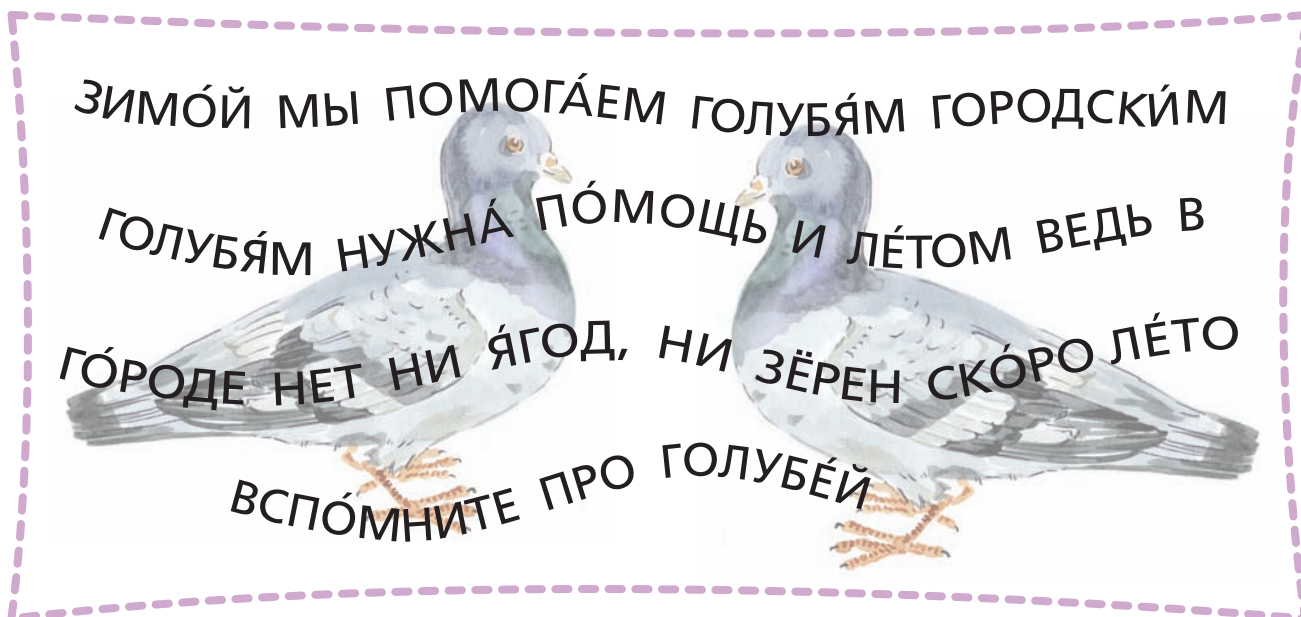 ЗИМО́Й МЫ ПОМОГА́ЕМ ГОЛУБЯ́М ГОРОДСКИ́М
ГОЛУБЯ́М НУЖНА́ ПО́МОЩЬ И ЛЕ́ТОМ ВЕДЬ В
ГО́РОДЕ НЕТ НИ Я́ГОД, НИ ЗЁРЕН СКО́РО ЛЕ́ТО
ВСПО́МНИТЕ ПРО ГОЛУБЕ́Й